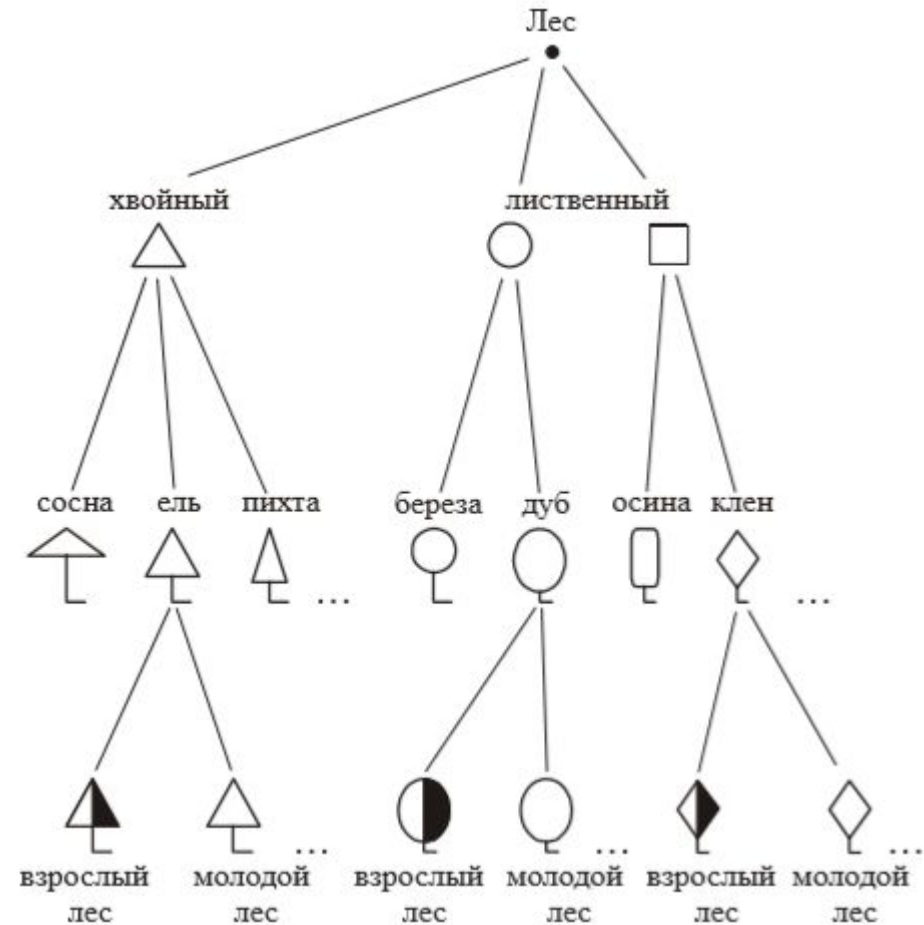 Лес
хвойный лиственный
сосна ель пихта береза дуб осина клен
... ...
... ... ...
взрослый молодой взрослый молодой взрослый молодой
лес лес лес лес лес лес